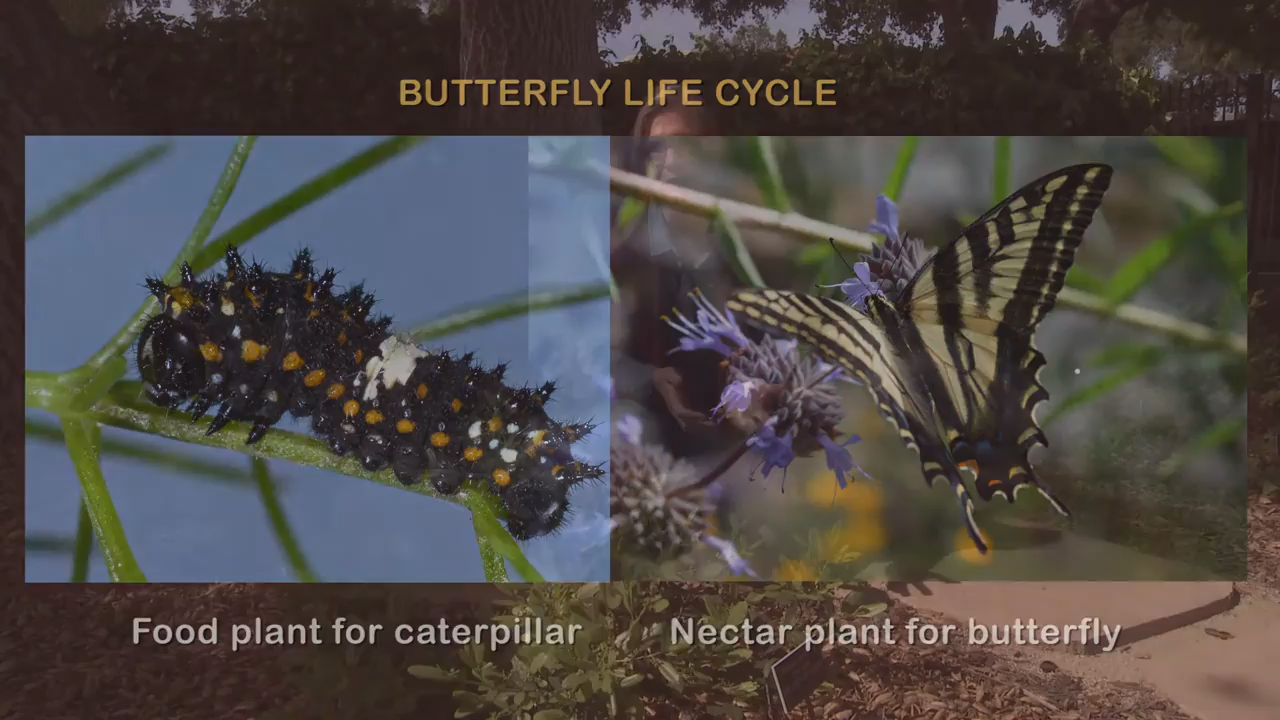 BUTTERFLY LIFE CYCLE
Food plant for caterpillar
Nectar plant for butterfly